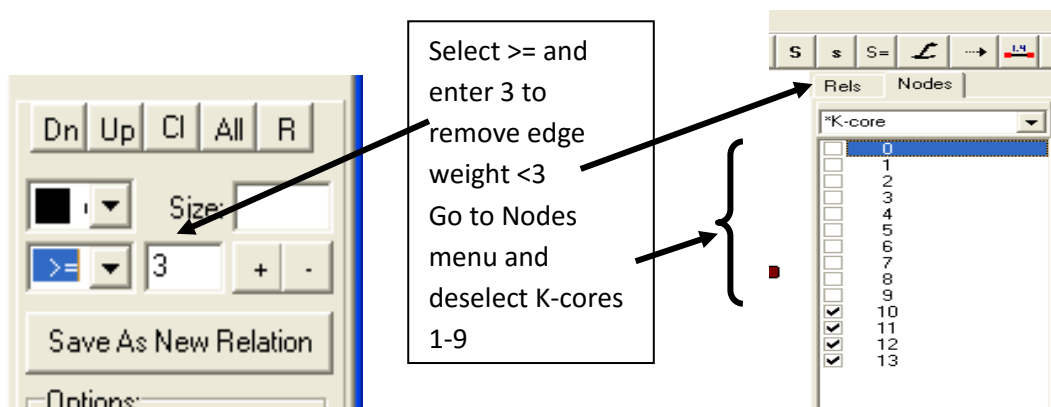 Dn Up Cl All R
Size:
>= 3 + -
Save As New Relation
Options:
Select >= and
enter 3 to
remove edge
weight <3
Go to Nodes
menu and
deselect K-cores
1-9
S s S= 1.4
Rels Nodes
*K-core
0
1
2
3
4
5
6
7
8
9
10
11
12
13